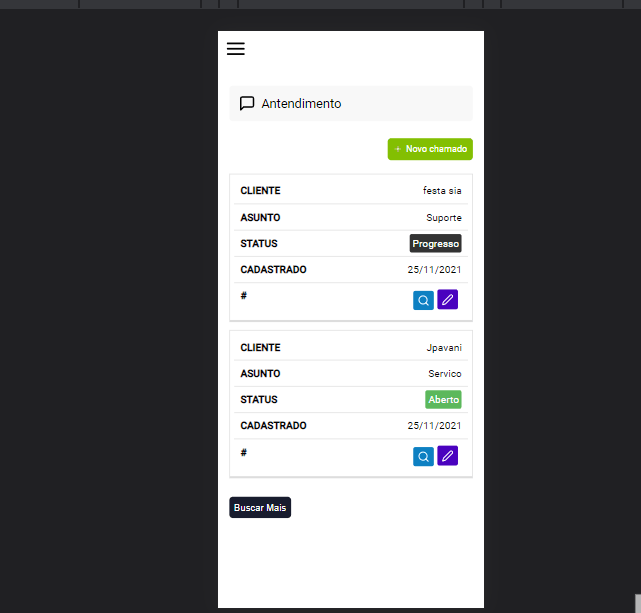 Antendimento
+ Novo chamado
CLIENTE festa sia
ASUNTO Suporte
STATUS Progresso
CADASTRADO 25/11/2021
#
CLIENTE Jpavani
ASUNTO Servico
STATUS Aberto
CADASTRADO 25/11/2021
#
Buscar Mais